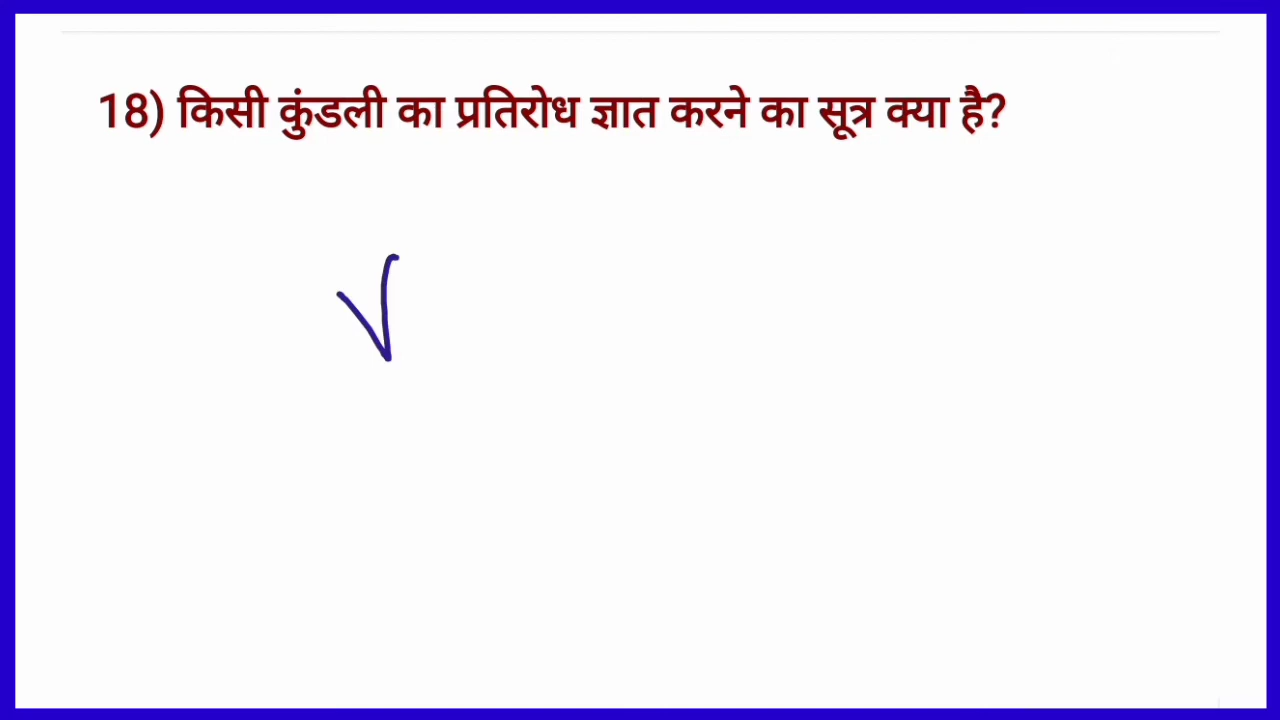 18) किसी कुंडली का प्रतिरोध ज्ञात करने का सूत्र क्या है?
V